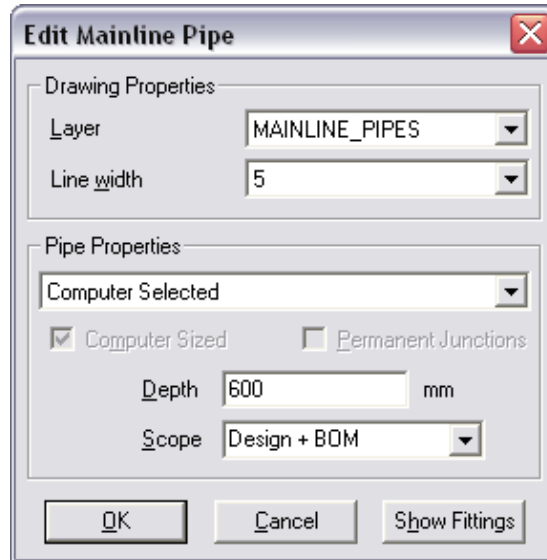 Edit Mainline Pipe
Drawing Properties
Layer MAINLINE_PIPES
Line width 5
Pipe Properties
Computer Selected
Computer Sized Permanent Junctions
Depth 600 mm
Scope Design + BOM
OK Cancel Show Fittings